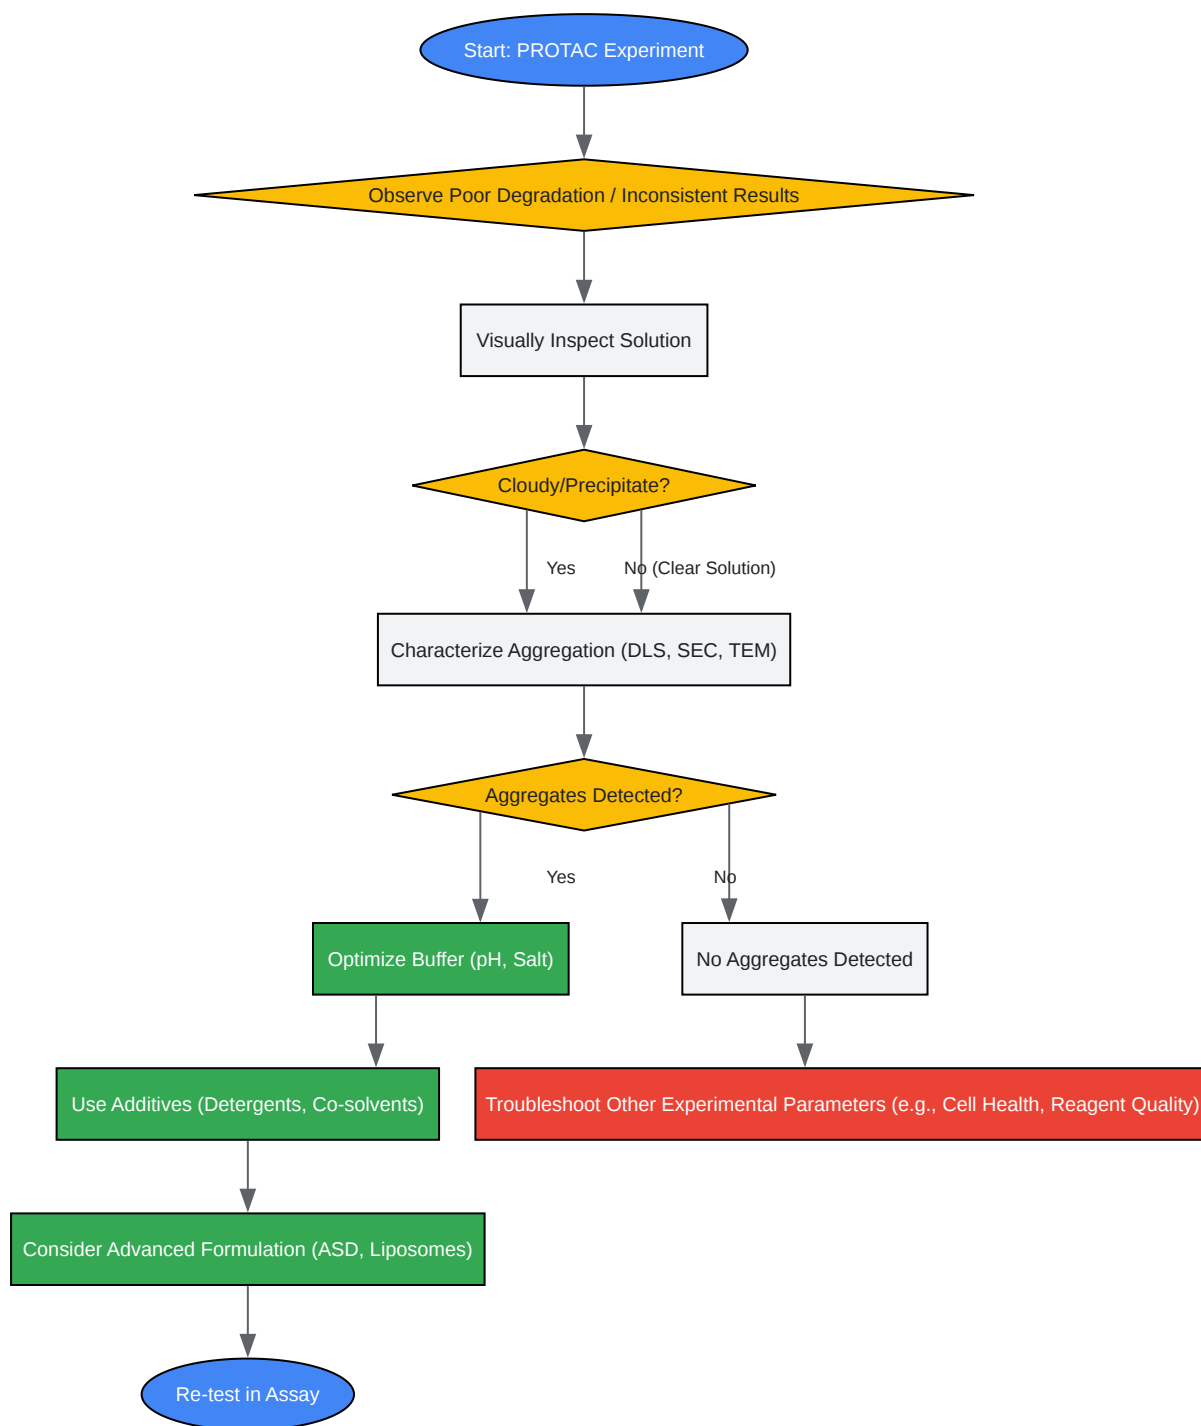 Start: PROTAC Experiment
Observe Poor Degradation / Inconsistent Results
Visually Inspect Solution
Cloudy/Precipitate?
Yes
No (Clear Solution)
Characterize Aggregation (DLS, SEC, TEM)
Aggregates Detected?
Yes
No
Optimize Buffer (pH, Salt)
No Aggregates Detected
Use Additives (Detergents, Co-solvents)
Troubleshoot Other Experimental Parameters (e.g., Cell Health, Reagent Quality)
Consider Advanced Formulation (ASD, Liposomes)
Re-test in Assay